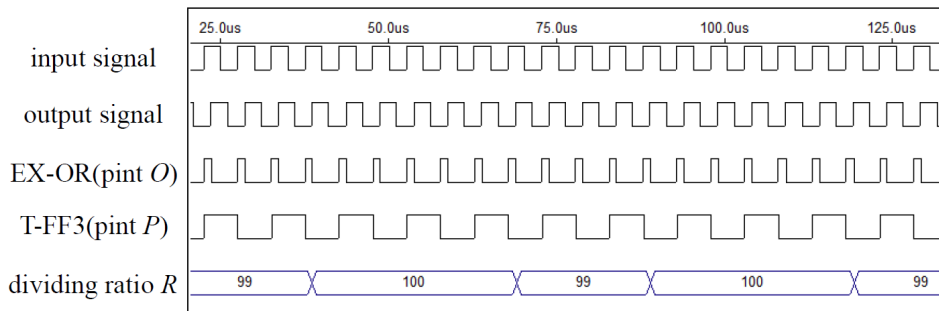 25.0us 50.0us 75.0us 100.0us 125.0us
input signal
output signal
EX-OR(pint O)
T-FF3(pint P)
dividing ratio R 99 100 99 100 99